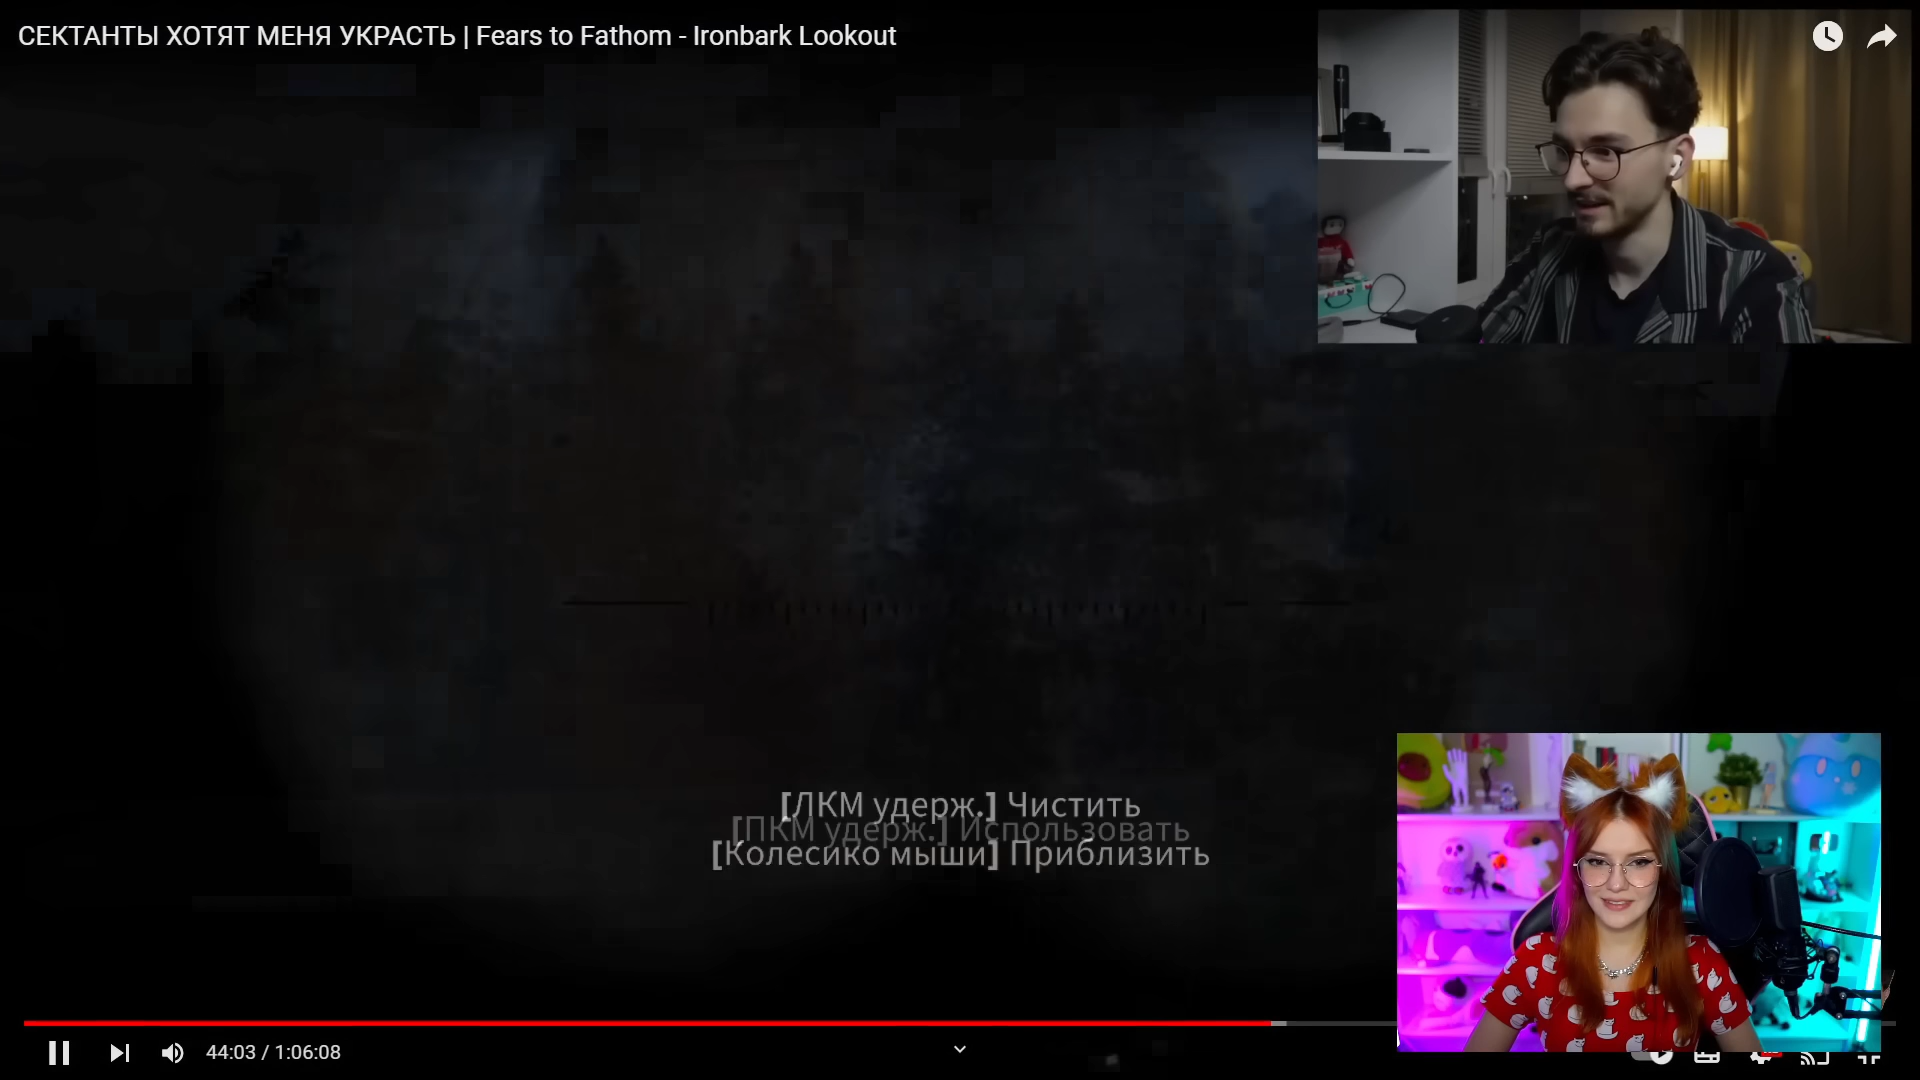 СЕКТАНТЫ ХОТЯТ МЕНЯ УКРАСТЬ | Fears to Fathom - Ironbark Lookout
[ЛКМ удерж.] Чистить
[ПКМ удерж.] Использовать
[Колесико мыши] Приблизить
44:03 / 1:06:08